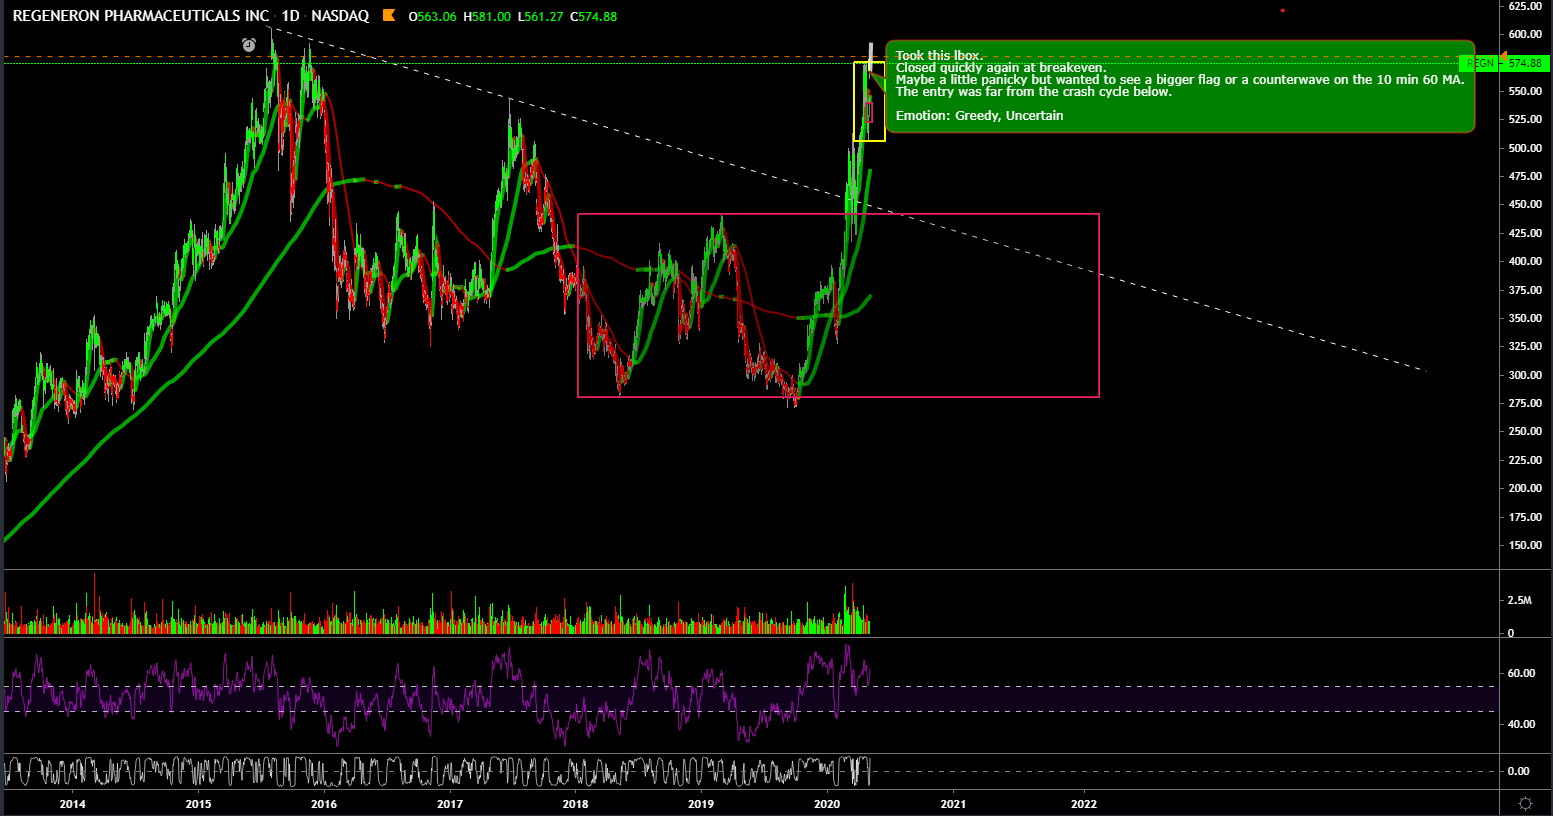 REGENERON PHARMACEUTICALS INC · 1D · NASDAQ O563.06 H581.00 L561.27 C574.88
Took this lbox.
Closed quickly again at breakeven.
Maybe a little panicky but wanted to see a bigger flag or a counterwave on the 10 min 60 MA.
The entry was far from the crash cycle below.
Emotion: Greedy, Uncertain
625.00
600.00
REGN 574.88
550.00
525.00
500.00
475.00
450.00
425.00
400.00
375.00
350.00
325.00
300.00
275.00
250.00
225.00
200.00
175.00
150.00
2.5M
0
60.00
40.00
0.00
2014 2015 2016 2017 2018 2019 2020 2021 2022